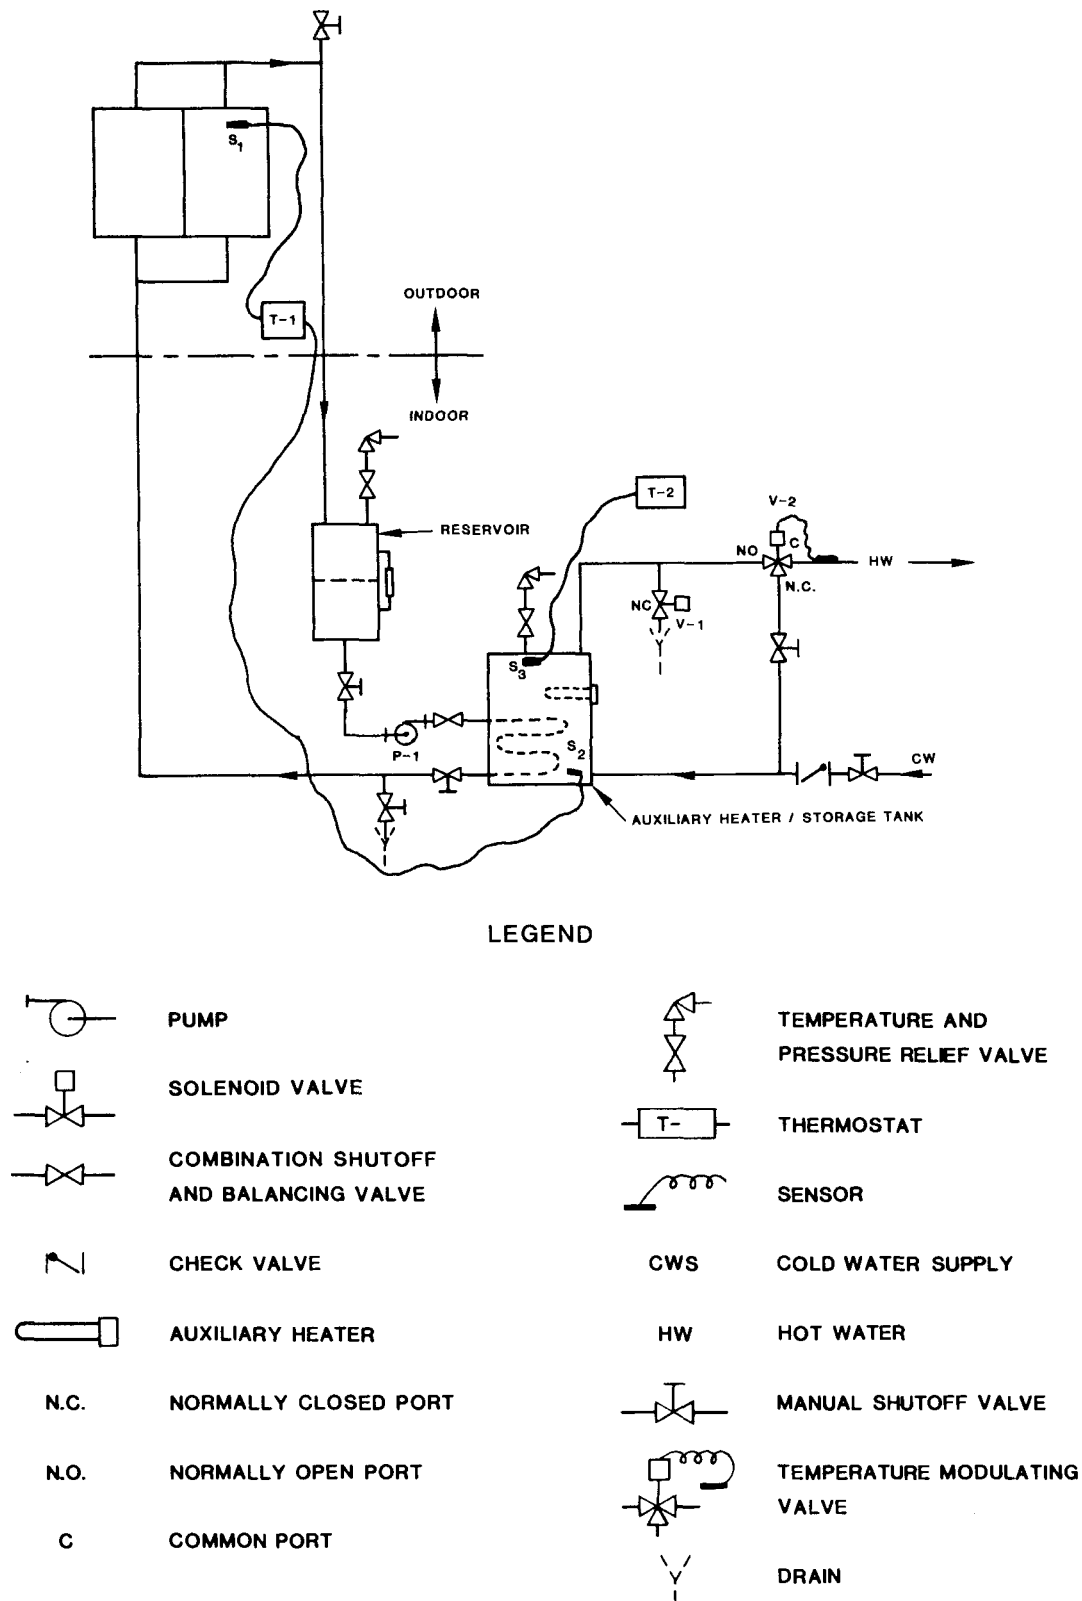 S1
T-1
OUTDOOR
INDOOR
RESERVOIR
T-2
V-2
C
NO
HW
N.C.
NC
V-1
S3
S2
P-1
CW
AUXILIARY HEATER / STORAGE TANK
LEGEND
PUMP
SOLENOID VALVE
COMBINATION SHUTOFF
AND BALANCING VALVE
CHECK VALVE
AUXILIARY HEATER
N.C. NORMALLY CLOSED PORT
N.O. NORMALLY OPEN PORT
C COMMON PORT
TEMPERATURE AND
PRESSURE RELIEF VALVE
T- THERMOSTAT
SENSOR
CWS COLD WATER SUPPLY
HW HOT WATER
MANUAL SHUTOFF VALVE
TEMPERATURE MODULATING
VALVE
DRAIN